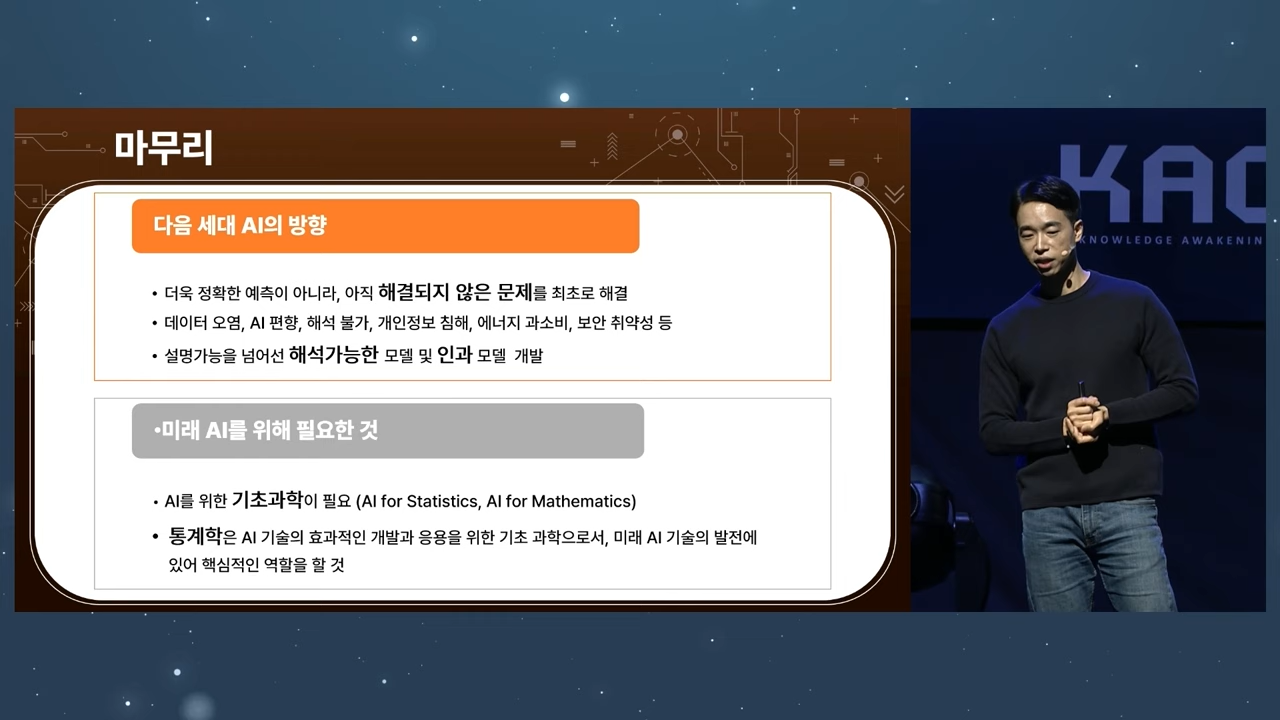 마무리
다음 세대 AI의 방향
• 더욱 정확한 예측이 아니라, 아직 해결되지 않은 문제를 최초로 해결
• 데이터 오염, AI 편향, 해석 불가, 개인정보 침해, 에너지 과소비, 보안 취약성 등
• 설명가능을 넘어선 해석가능한 모델 및 인과 모델 개발
•미래 AI를 위해 필요한 것
• AI를 위한 기초과학이 필요 (AI for Statistics, AI for Mathematics)
• 통계학은 AI 기술의 효과적인 개발과 응용을 위한 기초 과학으로서, 미래 AI 기술의 발전에
있어 핵심적인 역할을 할 것
KAO
KNOWLEDGE AWAKENIN